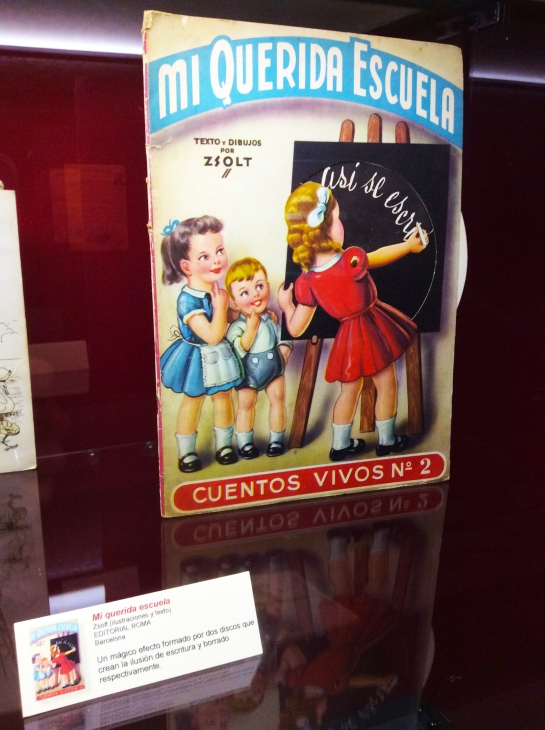 MI QUERIDA ESCUELA
TEXTO Y DIBUJOS
POR
ZSOLT
así se escri
CUENTOS VIVOS Nº 2
Mi querida escuela
Zsolt (ilustraciones y texto)
EDITORIAL ROMA
Barcelona
Un mágico efecto formado por dos discos que
crean la ilusión de escritura y borrado
respectivamente.